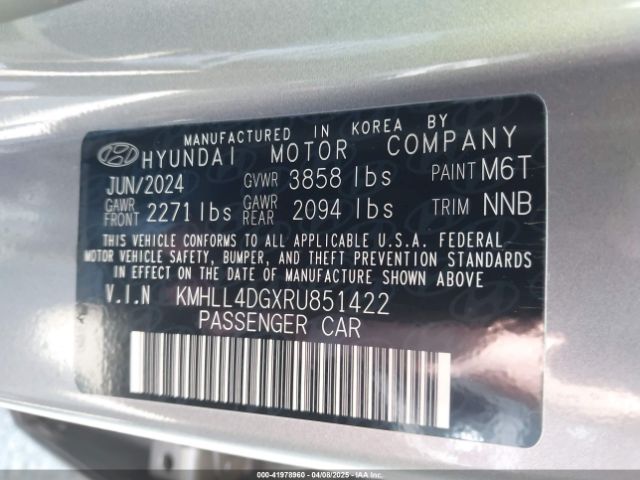 MANUFACTURED IN KOREA BY
HYUNDAI MOTOR COMPANY
JUN/2024 GVWR 3858 lbs PAINT M6T
GAWR FRONT 2271 lbs GAWR REAR 2094 lbs TRIM NNB
THIS VEHICLE CONFORMS TO ALL APPLICABLE U.S.A. FEDERAL
MOTOR VEHICLE SAFETY, BUMPER, AND THEFT PREVENTION STANDARDS
IN EFFECT ON THE DATE OF MANUFACTURE SHOWN ABOVE.
V.I.N KMHLL4DGXRU851422
PASSENGER CAR
000-41978960 04/08/2025 IAAI.COM